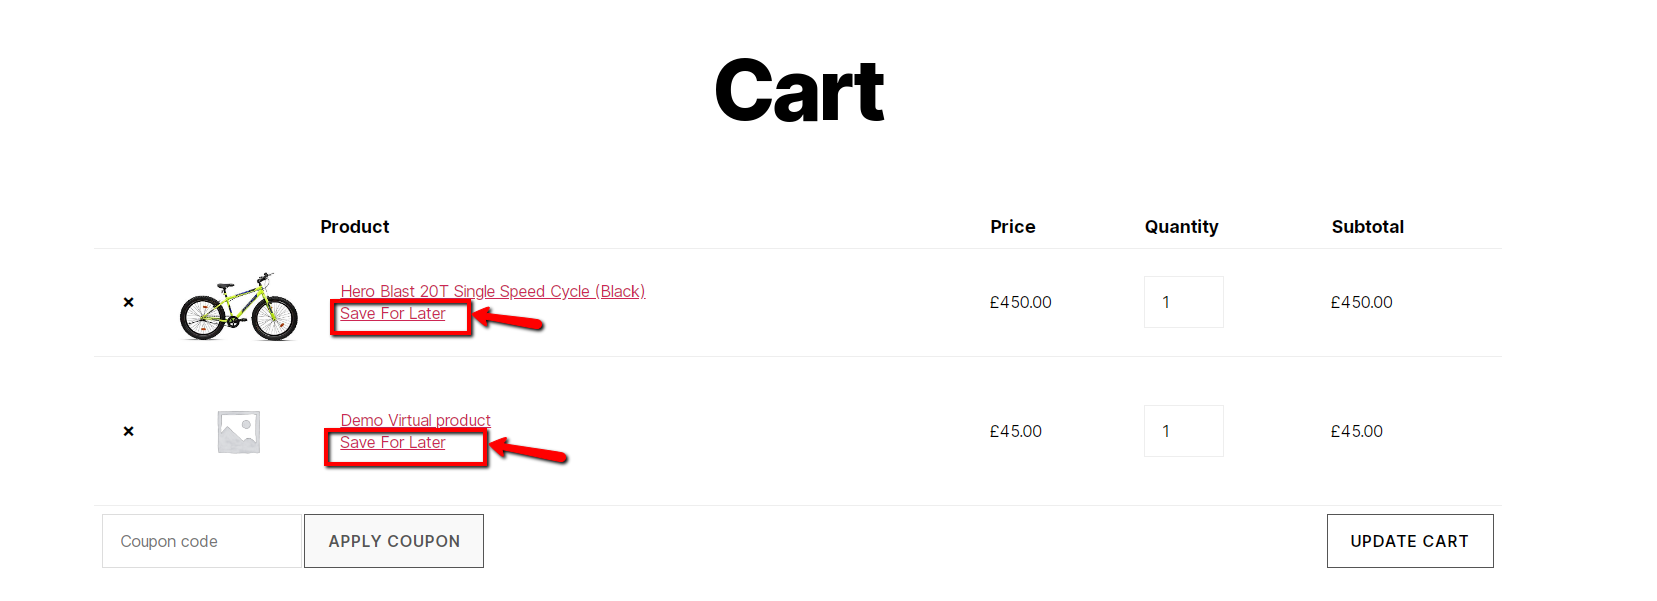 Cart
Product Price Quantity Subtotal
× Hero Blast 20T Single Speed Cycle (Black) £450.00 1 £450.00
Save For Later
× Demo Virtual product £45.00 1 £45.00
Save For Later
Coupon code APPLY COUPON UPDATE CART